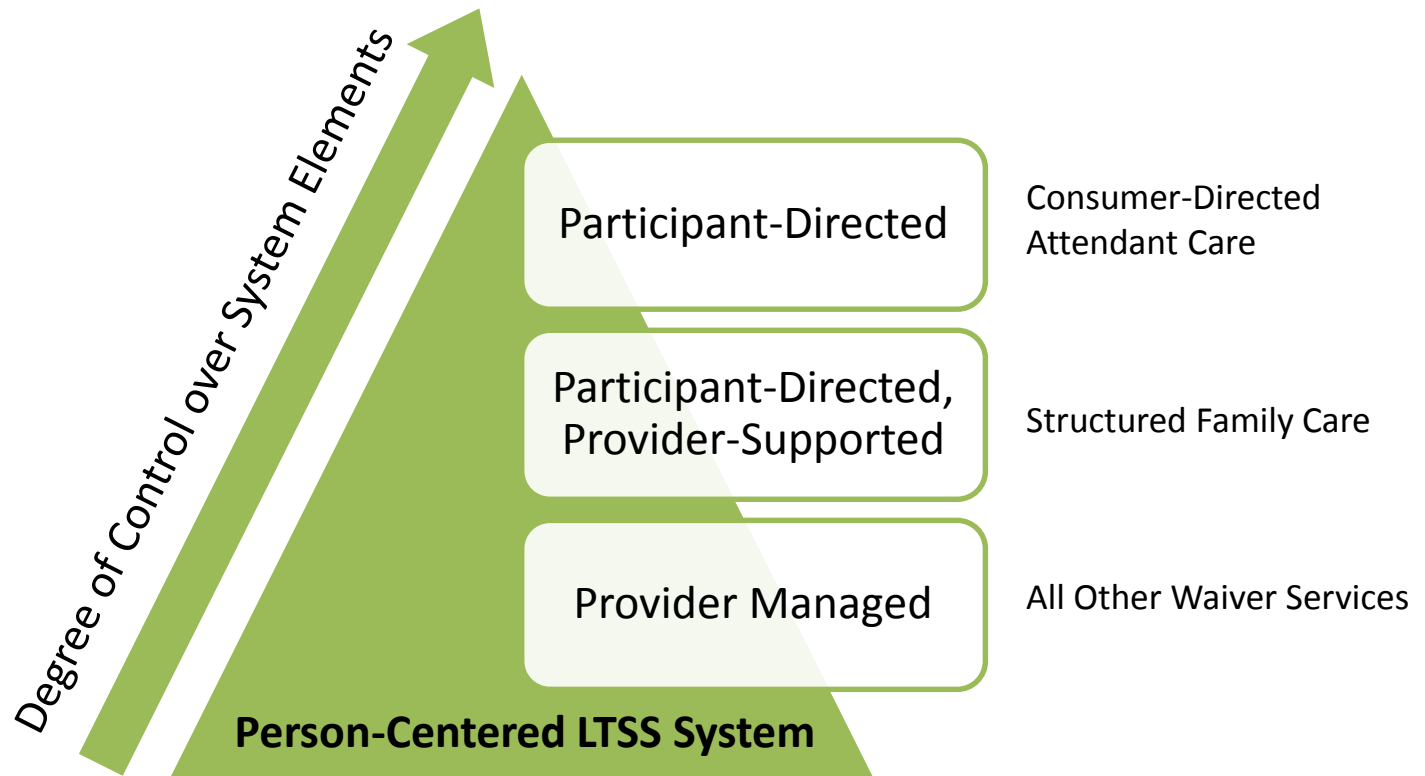 Degree of Control over System Elements
Participant-Directed
Consumer-Directed
Attendant Care
Participant-Directed,
Provider-Supported
Structured Family Care
Provider Managed
All Other Waiver Services
Person-Centered LTSS System